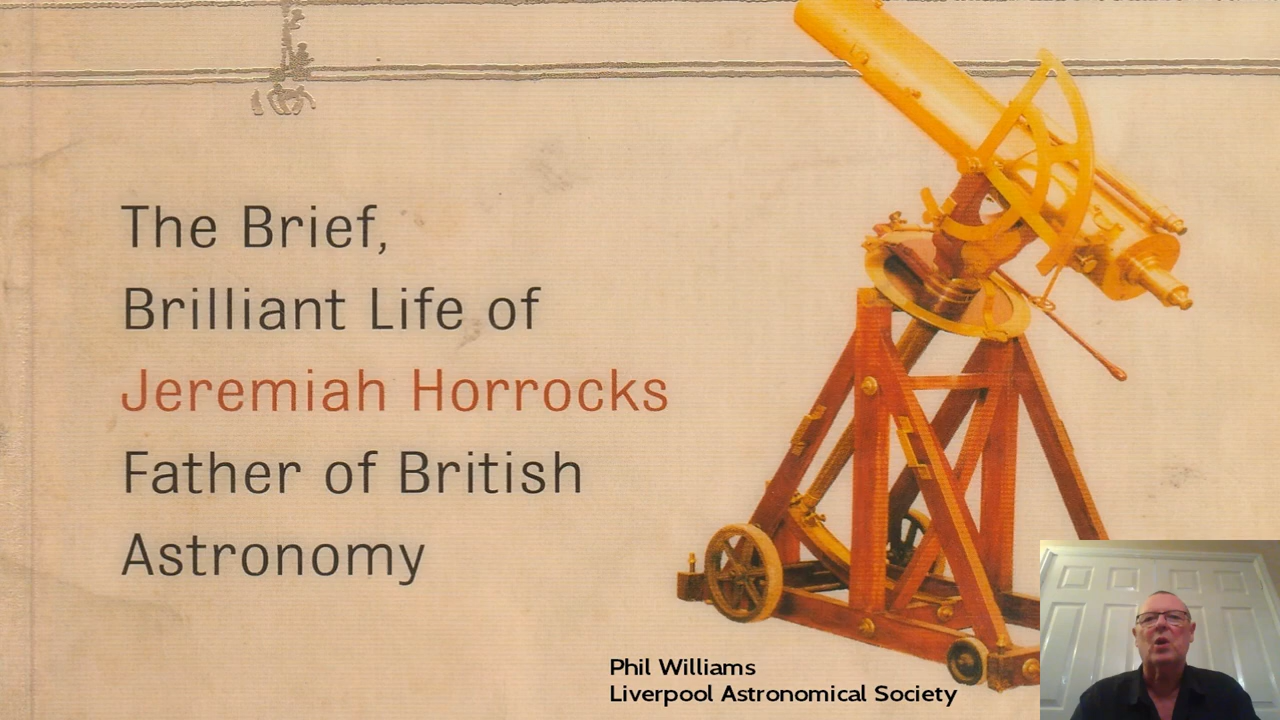 The Brief,
Brilliant Life of
Jeremiah Horrocks
Father of British
Astronomy
Phil Williams
Liverpool Astronomical Society